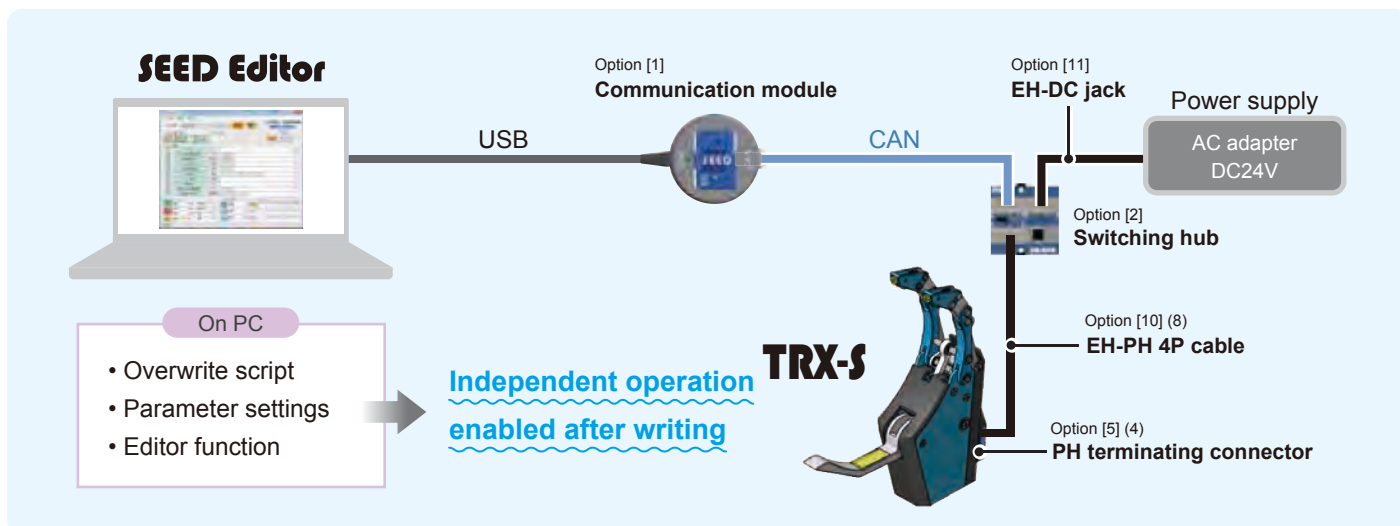 SEED Editor
Option [1]
Communication module
Option [11]
EH-DC jack
Power supply
AC adapter
DC24V
USB
SEED
CAN
Option [2]
Switching hub
On PC
• Overwrite script
• Parameter settings
• Editor function
Independent operation
enabled after writing
TRX-S
Option [10] (8)
EH-PH 4P cable
Option [5] (4)
PH terminating connector